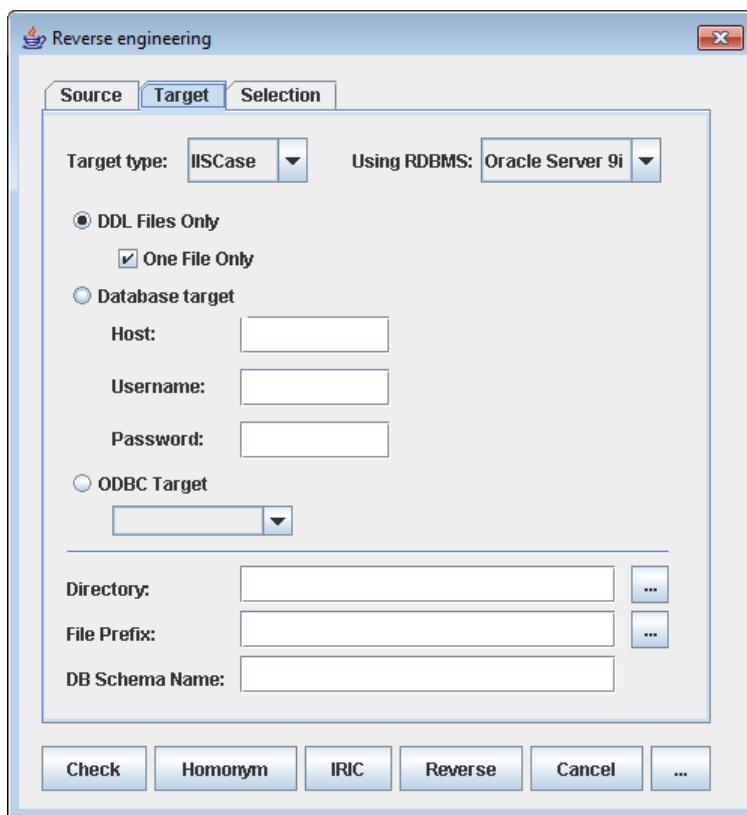 Reverse engineering
Source Target Selection
Target type: IISCase Using RDBMS: Oracle Server 9i
DDL Files Only
One File Only
Database target
Host:
Username:
Password:
ODBC Target
Directory: ...
File Prefix: ...
DB Schema Name:
Check Homonym IRIC Reverse Cancel ...